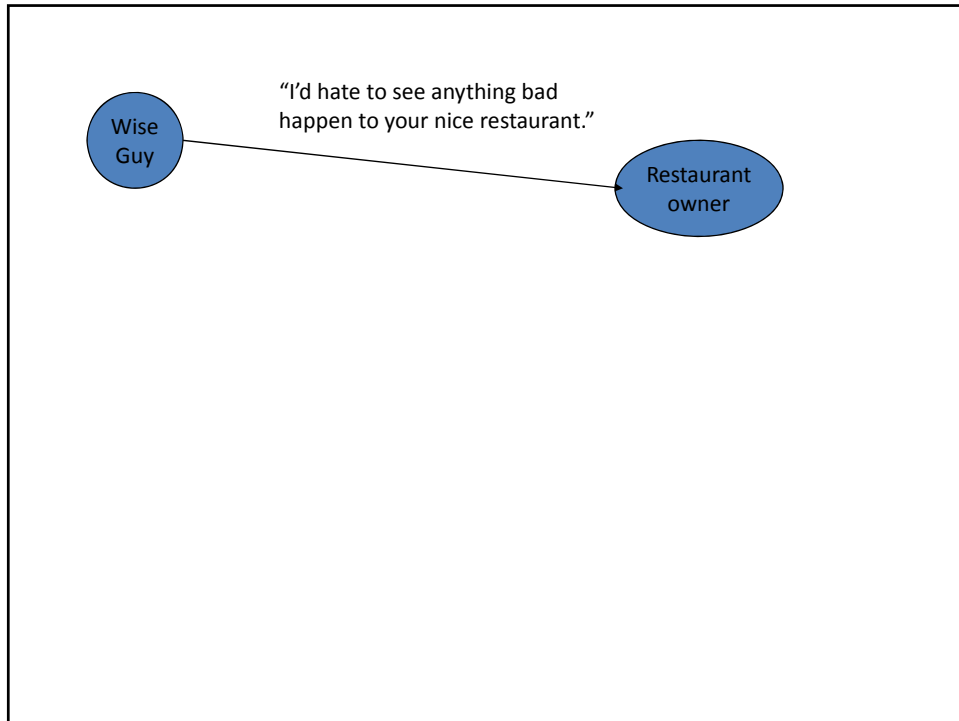 “I’d hate to see anything bad
happen to your nice restaurant.”
Wise
Guy
Restaurant
owner